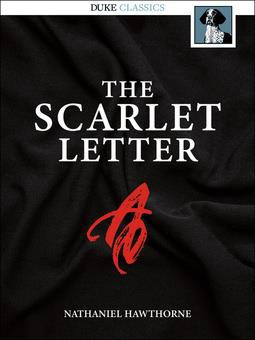 DUKE CLASSICS
THE
SCARLET
LETTER
A
NATHANIEL HAWTHORNE